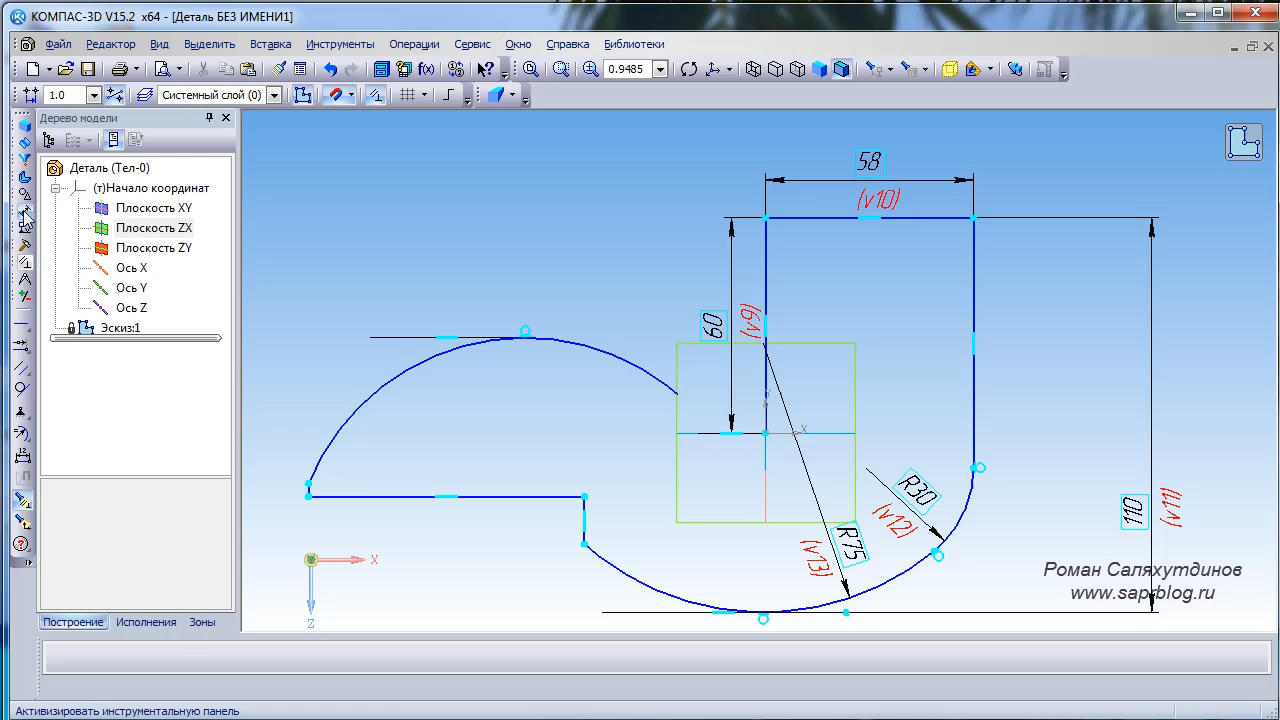 КОМПАС-3D V15.2 x64 - [Деталь БЕЗ ИМЕНИ1]
Файл Редактор Вид Выделить Вставка Инструменты Операции Сервис Окно Справка Библиотеки
f(x) 0.9485
1.0 Системный слой (0)
Дерево модели
Деталь (Тел-0)
(т)Начало координат
Плоскость XY
Плоскость ZX
Плоскость ZY
Ось X
Ось Y
Ось Z
Эскиз:1
58
(v10)
60
(v9)
X
R30
(v12)
R75
(v13)
110
(v11)
X
Z
Роман Саляхутдинов
www.sapr-blog.ru
Построение Исполнения Зоны
Активизировать инструментальную панель